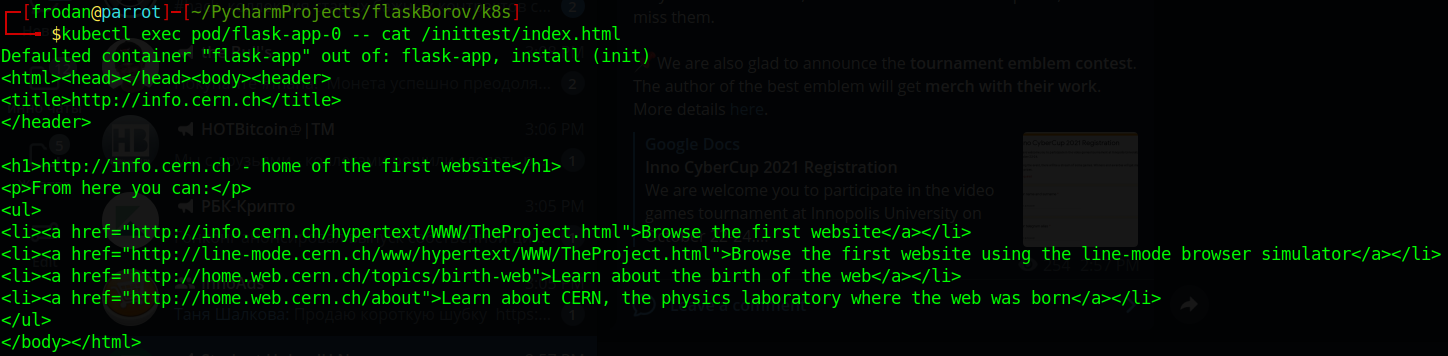 ┌─[frodan@parrot]─[~/PycharmProjects/flaskBorov/k8s]
└──╼ $kubectl exec pod/flask-app-0 -- cat /inittest/index.html
Defaulted container "flask-app" out of: flask-app, install (init)
<html><head></head><body><header>
<title>http://info.cern.ch</title>
</header>
<h1>http://info.cern.ch - home of the first website</h1>
<p>From here you can:</p>
<ul>
<li><a href="http://info.cern.ch/hypertext/WWW/TheProject.html">Browse the first website</a></li>
<li><a href="http://line-mode.cern.ch/www/hypertext/WWW/TheProject.html">Browse the first website using the line-mode browser simulator</a></li>
<li><a href="http://home.web.cern.ch/topics/birth-web">Learn about the birth of the web</a></li>
<li><a href="http://home.web.cern.ch/about">Learn about CERN, the physics laboratory where the web was born</a></li>
</ul>
</body></html>
2
Монета успешно преодоля...
2
HOTBitcoin♔|TM
3:06 PM
5
1
РБК-Крипто
3:05 PM
Таня Шалкова: Продаю короткую шубку https:...
1
miss them.
We are also glad to announce the tournament emblem contest.
The author of the best emblem will get merch with their work.
More details here.
Google Docs
Inno CyberCup 2021 Registration
We are welcome you to participate in the video
games tournament at Innopolis University on
Leave a comment